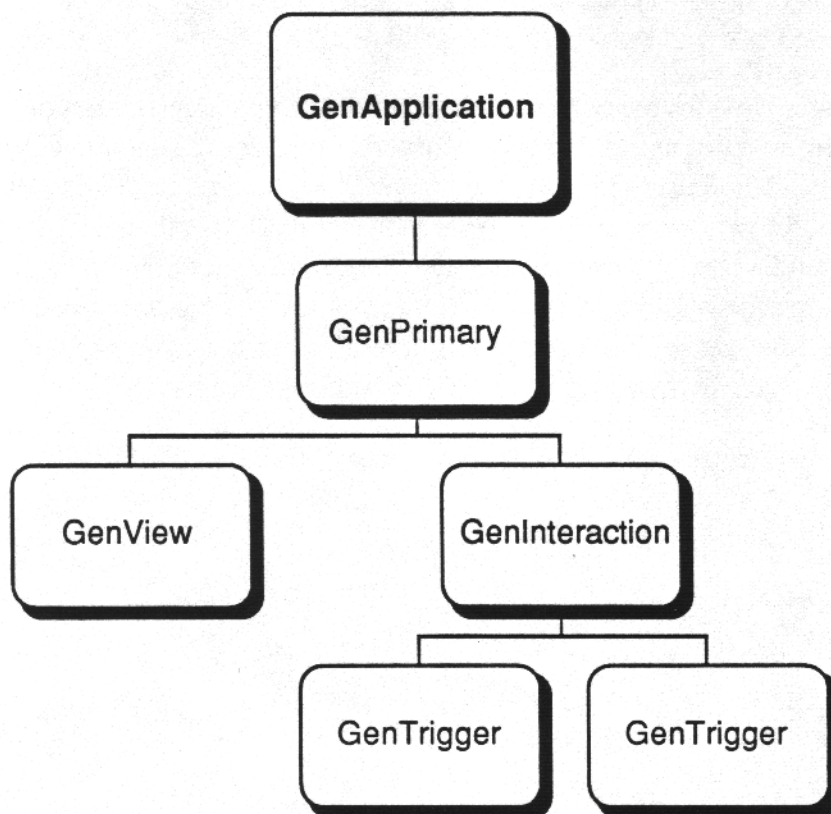 GenApplication
GenPrimary
GenView
GenInteraction
GenTrigger
GenTrigger